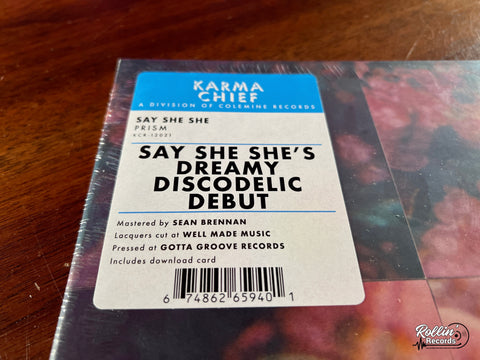 KARMA
CHIEF
A DIVISION OF COLEMINE RECORDS
SAY SHE SHE
PRISM
KCR-12021
SAY SHE SHE'S
DREAMY
DISCODELIC
DEBUT
Mastered by SEAN BRENNAN
Lacquers cut at WELL MADE MUSIC
Pressed at GOTTA GROOVE RECORDS
Includes download card
6 74862 65940 1
Rollin'
Records